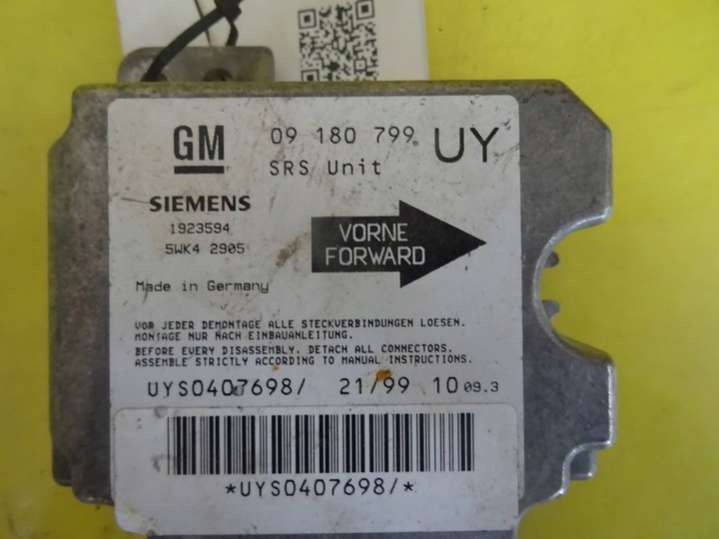 GM 09 180 799 UY
SRS Unit
SIEMENS
1923594
5WK4 2905
VORNE
FORWARD
Made in Germany
VOR JEDER DEMONTAGE ALLE STECKVERBINDUNGEN LOESEN.
MONTAGE NUR NACH EINBAUANLEITUNG.
BEFORE EVERY DISASSEMBLY, DETACH ALL CONNECTORS.
ASSEMBLE STRICTLY ACCORDING TO MANUAL INSTRUCTIONS.
UYS0407698/ 21/99 10 09.3
*UYS0407698/*